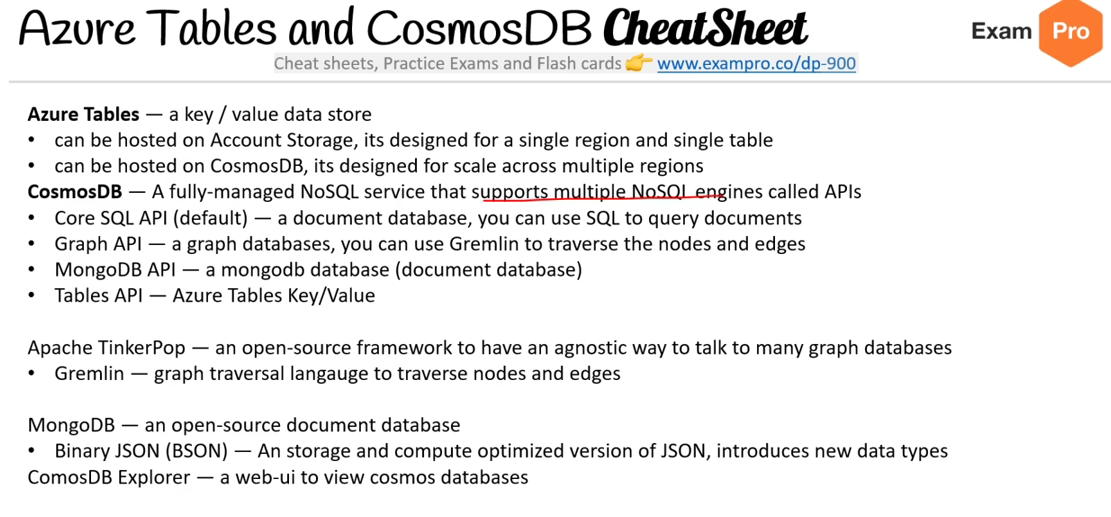 Azure Tables and CosmosDB CheatSheet
Exam Pro
Cheat sheets, Practice Exams and Flash cards 👉 www.exampro.co/dp-900
Azure Tables — a key / value data store
• can be hosted on Account Storage, its designed for a single region and single table
• can be hosted on CosmosDB, its designed for scale across multiple regions
CosmosDB — A fully-managed NoSQL service that supports multiple NoSQL engines called APIs
• Core SQL API (default) — a document database, you can use SQL to query documents
• Graph API — a graph databases, you can use Gremlin to traverse the nodes and edges
• MongoDB API — a mongodb database (document database)
• Tables API — Azure Tables Key/Value
Apache TinkerPop — an open-source framework to have an agnostic way to talk to many graph databases
• Gremlin — graph traversal langauge to traverse nodes and edges
MongoDB — an open-source document database
• Binary JSON (BSON) — An storage and compute optimized version of JSON, introduces new data types
ComosDB Explorer — a web-ui to view cosmos databases